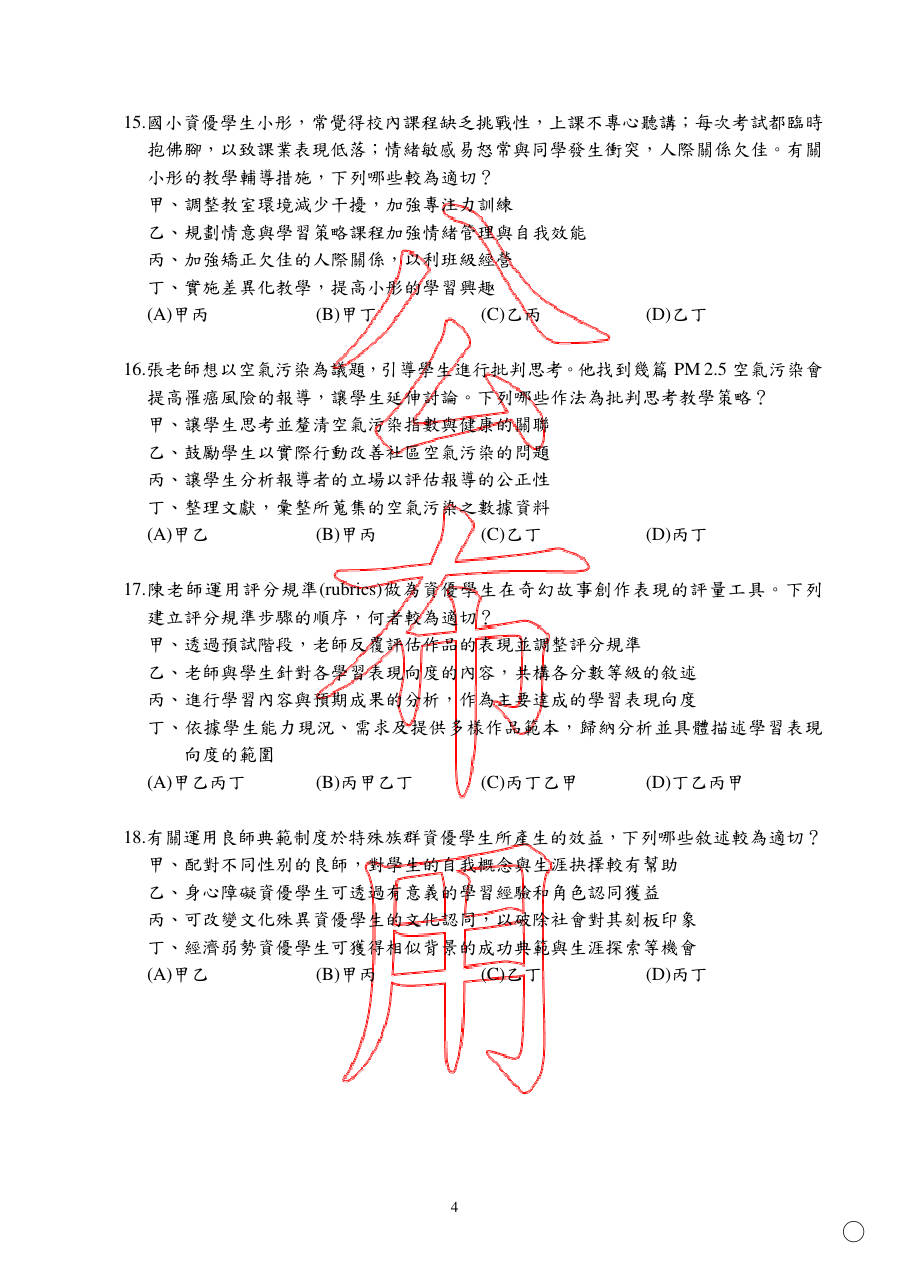 15.國小資優學生小彤，常覺得校內課程缺乏挑戰性，上課不專心聽講；每次考試都臨時
抱佛腳，以致課業表現低落；情緒敏感易怒常與同學發生衝突，人際關係欠佳。有關
小彤的教學輔導措施，下列哪些較為適切？
甲、調整教室環境減少干擾，加強專注力訓練
乙、規劃情意與學習策略課程加強情緒管理與自我效能
丙、加強矯正欠佳的人際關係，以利班級經營
丁、實施差異化教學，提高小彤的學習興趣
(A)甲丙 (B)甲丁 (C)乙丙 (D)乙丁
16.張老師想以空氣污染為議題，引導學生進行批判思考。他找到幾篇 PM 2.5 空氣污染會
提高罹癌風險的報導，讓學生延伸討論。下列哪些作法為批判思考教學策略？
甲、讓學生思考並釐清空氣污染指數與健康的關聯
乙、鼓勵學生以實際行動改善社區空氣污染的問題
丙、讓學生分析報導者的立場以評估報導的公正性
丁、整理文獻，彙整所蒐集的空氣污染之數據資料
(A)甲乙 (B)甲丙 (C)乙丁 (D)丙丁
17.陳老師運用評分規準(rubrics)做為資優學生在奇幻故事創作表現的評量工具。下列
建立評分規準步驟的順序，何者較為適切？
甲、透過預試階段，老師反覆評估作品的表現並調整評分規準
乙、老師與學生針對各學習表現向度的內容，共構各分數等級的敘述
丙、進行學習內容與預期成果的分析，作為主要達成的學習表現向度
丁、依據學生能力現況、需求及提供多樣作品範本，歸納分析並具體描述學習表現
向度的範圍
(A)甲乙丙丁 (B)丙甲乙丁 (C)丙丁乙甲 (D)丁乙丙甲
18.有關運用良師典範制度於特殊族群資優學生所產生的效益，下列哪些敘述較為適切？
甲、配對不同性別的良師，對學生的自我概念與生涯抉擇較有幫助
乙、身心障礙資優學生可透過有意義的學習經驗和角色認同獲益
丙、可改變文化殊異資優學生的文化認同，以破除社會對其刻板印象
丁、經濟弱勢資優學生可獲得相似背景的成功典範與生涯探索等機會
(A)甲乙 (B)甲丙 (C)乙丁 (D)丙丁
公布用
4